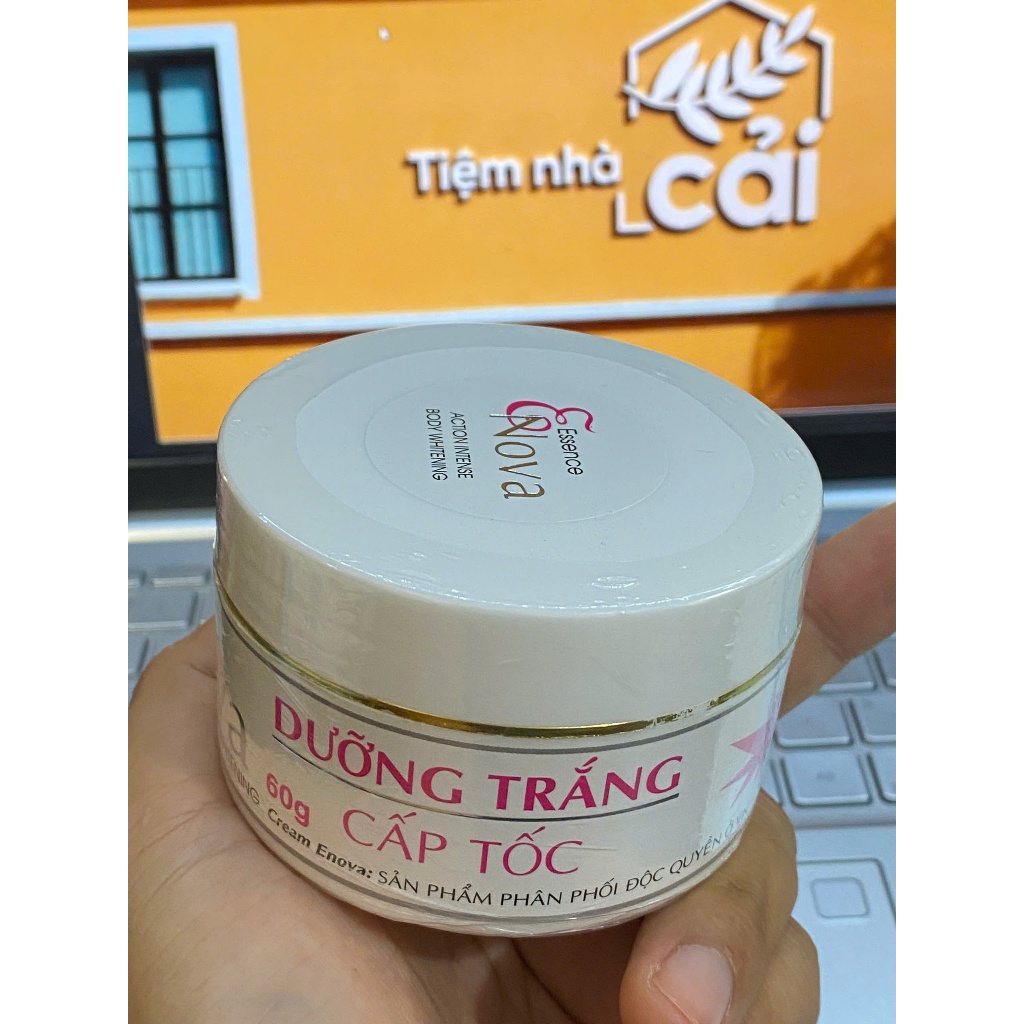 Tiệm nhà
cải
Essence
ENova
ACTION INTENSE
BODY WHITENING
DƯỠNG TRẮNG
60g CẤP TỐC
Cream Enova: SẢN PHẨM PHÂN PHỐI ĐỘC QUYỀN Ở